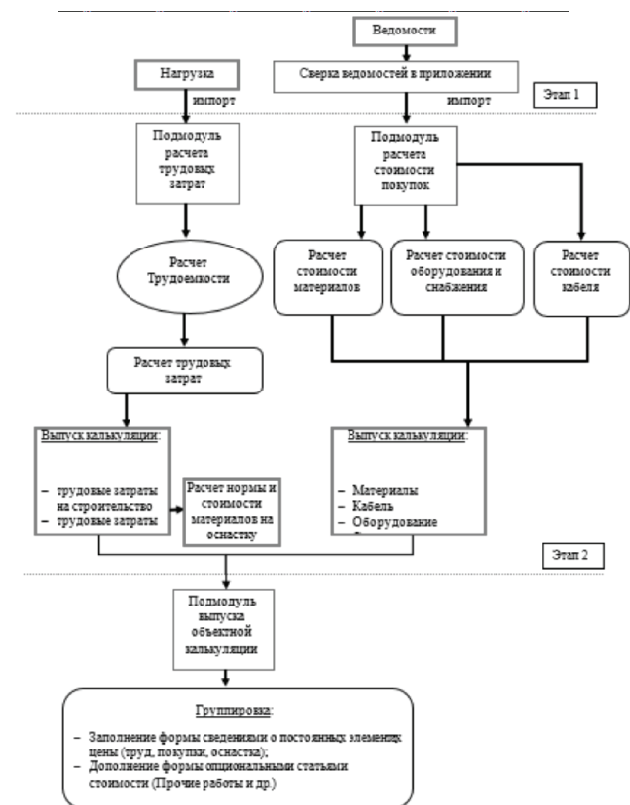 Ведомости
Нагрузка
Сверка ведомостей в приложении
Этап 1
импорт
импорт
Подмодуль
расчета
трудовых
затрат
Подмодуль
расчета
стоимости
покупок
Расчет
Трудоемкости
Расчет
стоимости
материалов
Расчет стоимости
оборудования и
снабжения
Расчет
стоимости
кабеля
Расчет трудовых
затрат
Выпуск калькуляции:
– трудовые затраты
на строительство
– трудовые затраты
Расчет нормы и
стоимости
материалов на
оснастку
Выпуск калькуляции:
– Материалы
– Кабель
– Оборудование
Этап 2
Подмодуль
выпуска
объектной
калькуляции
Группировка:
– Заполнение формы сведениями о постоянных элементах
цены (труд, покупки, оснастка);
– Дополнение формы опциональными статьями
стоимости (Прочие работы и др.)